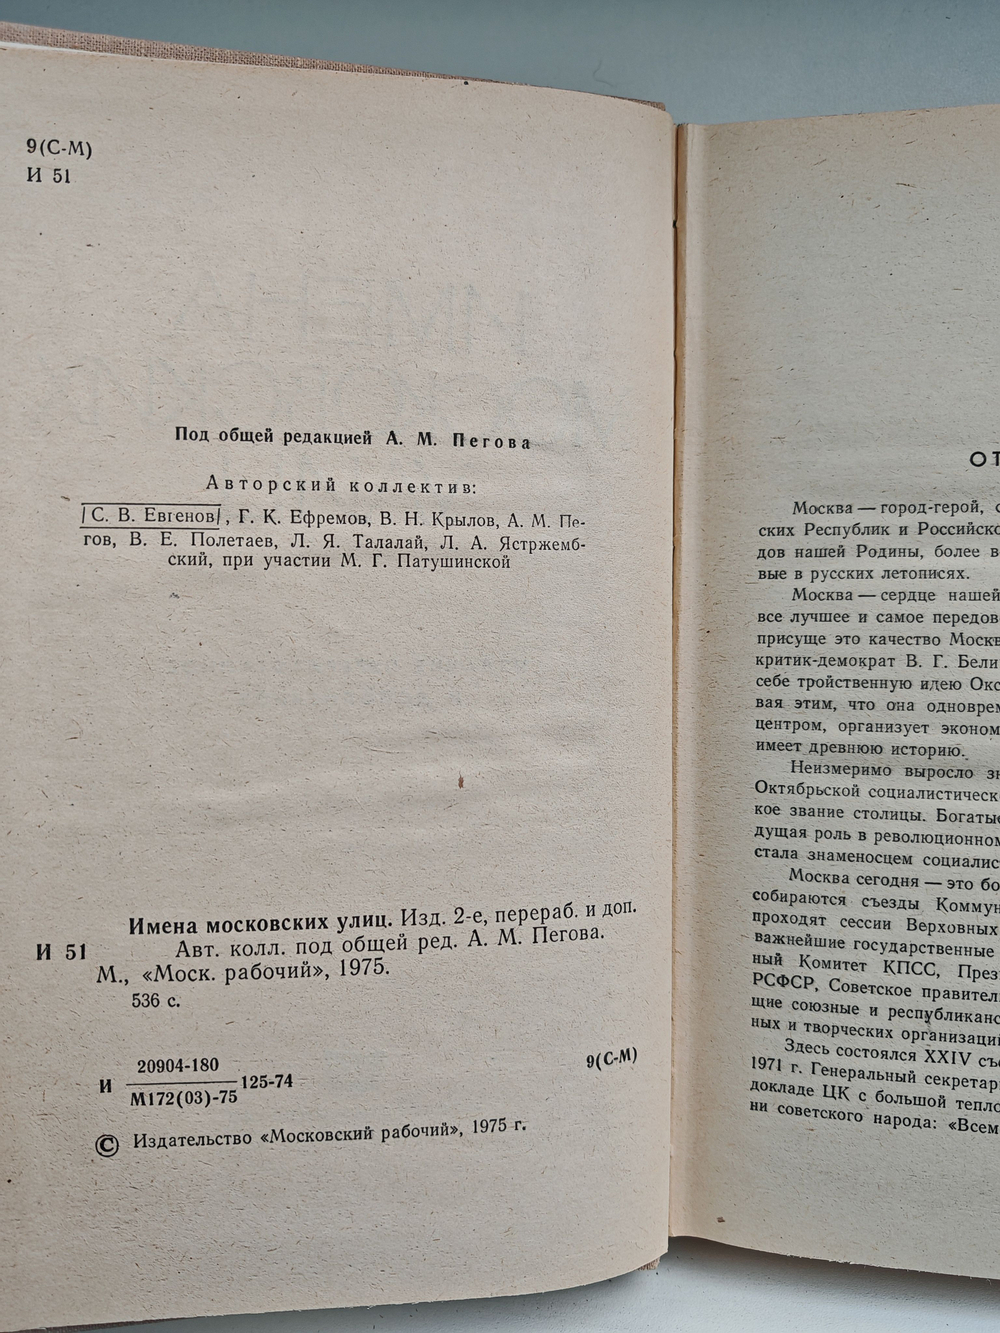 9(С-М)
И 51
Под общей редакцией А. М. Пегова
Авторский коллектив:
С. В. Евгенов, Г. К. Ефремов, В. Н. Крылов, А. М. Пе-
гов, В. Е. Полетаев, Л. Я. Талалай, Л. А. Ястржемб-
ский, при участии М. Г. Патушинской
Имена московских улиц. Изд. 2-е, перераб. и доп.
И 51 Авт. колл. под общей ред. А. М. Пегова.
М., «Моск. рабочий», 1975.
536 с.
20904-180
И 125-74
М172(03)-75
9(С-М)
© Издательство «Московский рабочий», 1975 г.
ОТ
Москва — город-герой,
ских Республик и Российско
дов нашей Родины, более в
вые в русских летописях.
Москва — сердце нашей
все лучшее и самое передов
присуще это качество Москв
критик-демократ В. Г. Бели
себе тройственную идею Окс
вая этим, что она одноврем
центром, организует эконом
имеет древнюю историю.
Неизмеримо выросло зн
Октябрьской социалистическ
кое звание столицы. Богатые
дущая роль в революционном
стала знаменосцем социалис
Москва сегодня — это бо
собираются съезды Коммун
проходят сессии Верховных
важнейшие государственные
ный Комитет КПСС, През
РСФСР, Советское правител
щие союзные и республиканс
ных и творческих организаций
Здесь состоялся XXIV съе
1971 г. Генеральный секретар
докладе ЦК с большой тепло
ни советского народа: «Всем